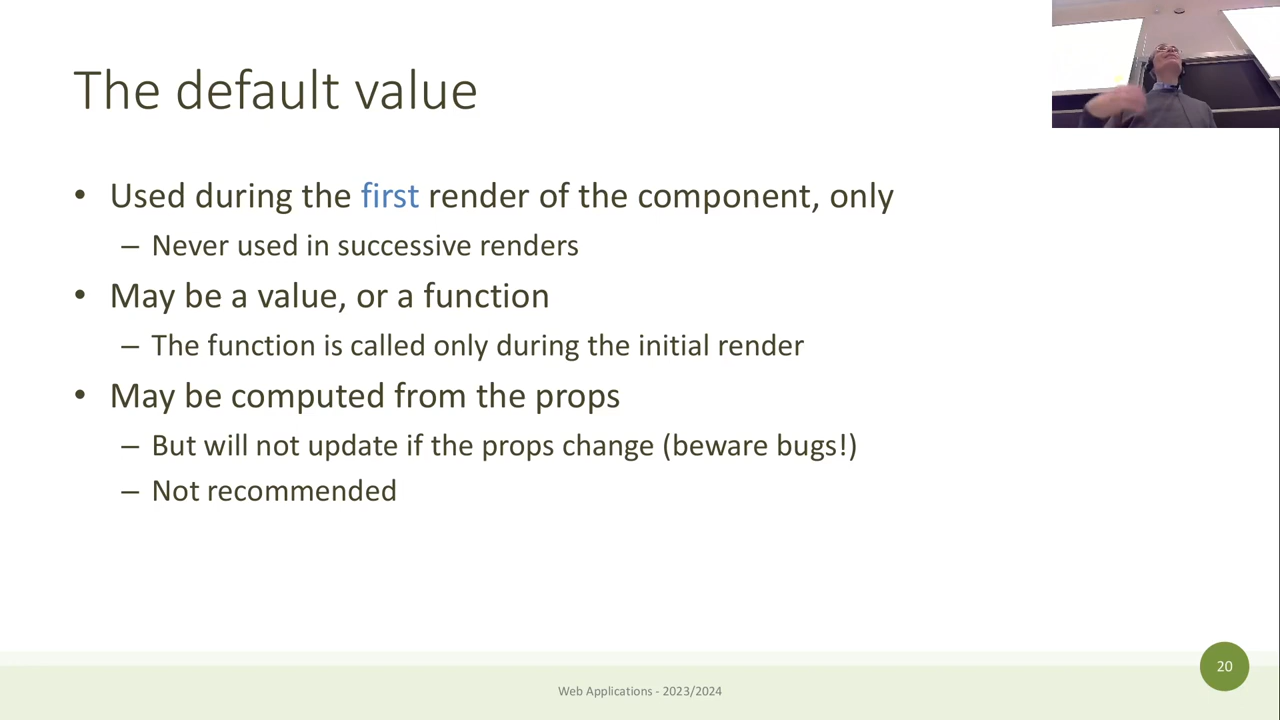 The default value
• Used during the first render of the component, only
– Never used in successive renders
• May be a value, or a function
– The function is called only during the initial render
• May be computed from the props
– But will not update if the props change (beware bugs!)
– Not recommended
20
Web Applications - 2023/2024